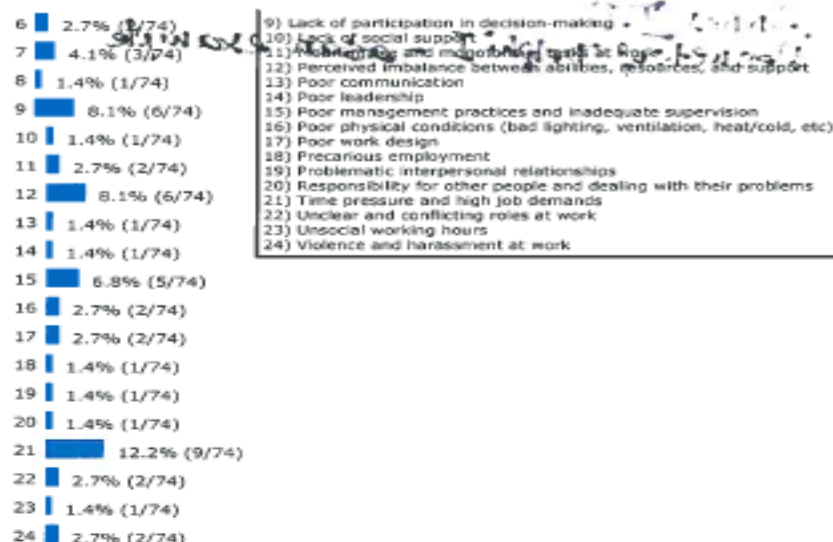 6 2.7% (2/74)
7 4.1% (3/74)
8 1.4% (1/74)
9 8.1% (6/74)
10 1.4% (1/74)
11 2.7% (2/74)
12 8.1% (6/74)
13 1.4% (1/74)
14 1.4% (1/74)
15 6.8% (5/74)
16 2.7% (2/74)
17 2.7% (2/74)
18 1.4% (1/74)
19 1.4% (1/74)
20 1.4% (1/74)
21 12.2% (9/74)
22 2.7% (2/74)
23 1.4% (1/74)
24 2.7% (2/74)
9) Lack of participation in decision-making
10) Lack of social support
11) and monotonous tasks at work
12) Perceived imbalance between abilities, resources, and support
13) Poor communication
14) Poor leadership
15) Poor management practices and inadequate supervision
16) Poor physical conditions (bad lighting, ventilation, heat/cold, etc)
17) Poor work design
18) Precarious employment
19) Problematic interpersonal relationships
20) Responsibility for other people and dealing with their problems
21) Time pressure and high job demands
22) Unclear and conflicting roles at work
23) Unsocial working hours
24) Violence and harassment at work